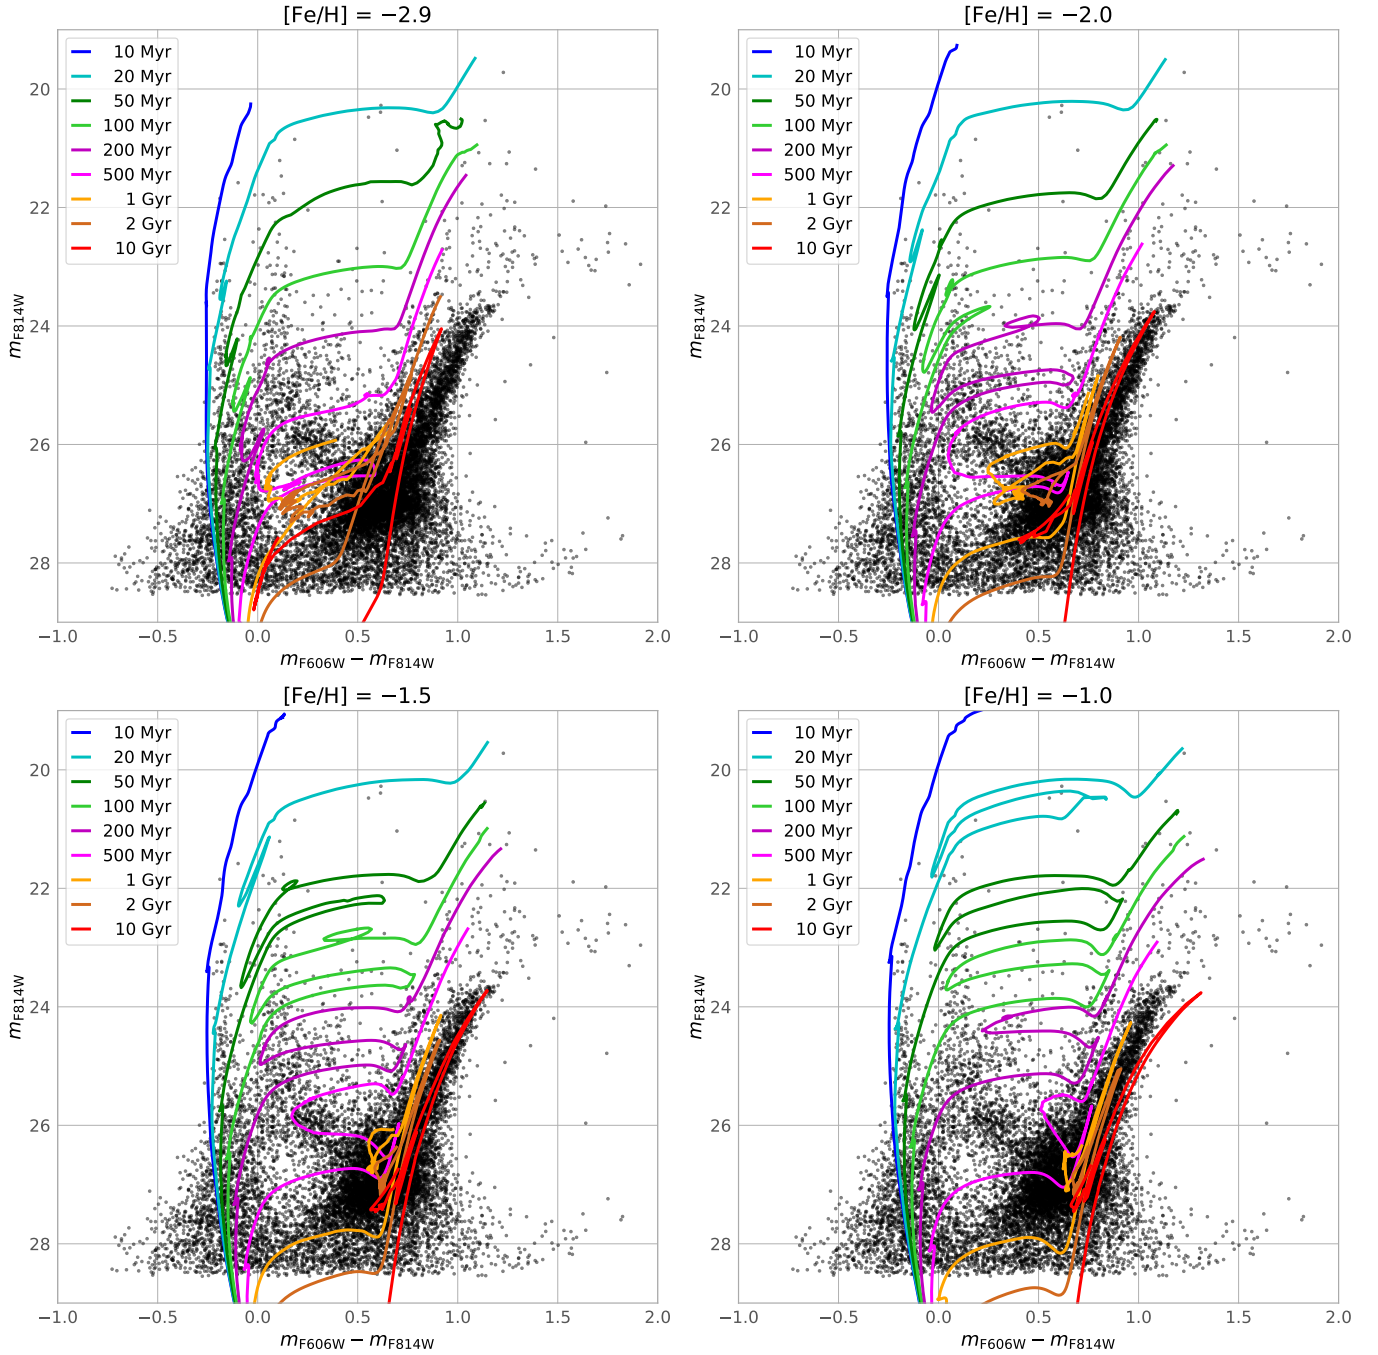 [Fe/H] = −2.9
10 Myr
20 Myr
50 Myr
100 Myr
200 Myr
500 Myr
1 Gyr
2 Gyr
10 Gyr
20
22
24
26
28
mF814W
−1.0 −0.5 0.0 0.5 1.0 1.5 2.0
mF606W − mF814W
[Fe/H] = −2.0
10 Myr
20 Myr
50 Myr
100 Myr
200 Myr
500 Myr
1 Gyr
2 Gyr
10 Gyr
20
22
24
26
28
mF814W
−1.0 −0.5 0.0 0.5 1.0 1.5 2.0
mF606W − mF814W
[Fe/H] = −1.5
10 Myr
20 Myr
50 Myr
100 Myr
200 Myr
500 Myr
1 Gyr
2 Gyr
10 Gyr
20
22
24
26
28
mF814W
−1.0 −0.5 0.0 0.5 1.0 1.5 2.0
mF606W − mF814W
[Fe/H] = −1.0
10 Myr
20 Myr
50 Myr
100 Myr
200 Myr
500 Myr
1 Gyr
2 Gyr
10 Gyr
20
22
24
26
28
mF814W
−1.0 −0.5 0.0 0.5 1.0 1.5 2.0
mF606W − mF814W